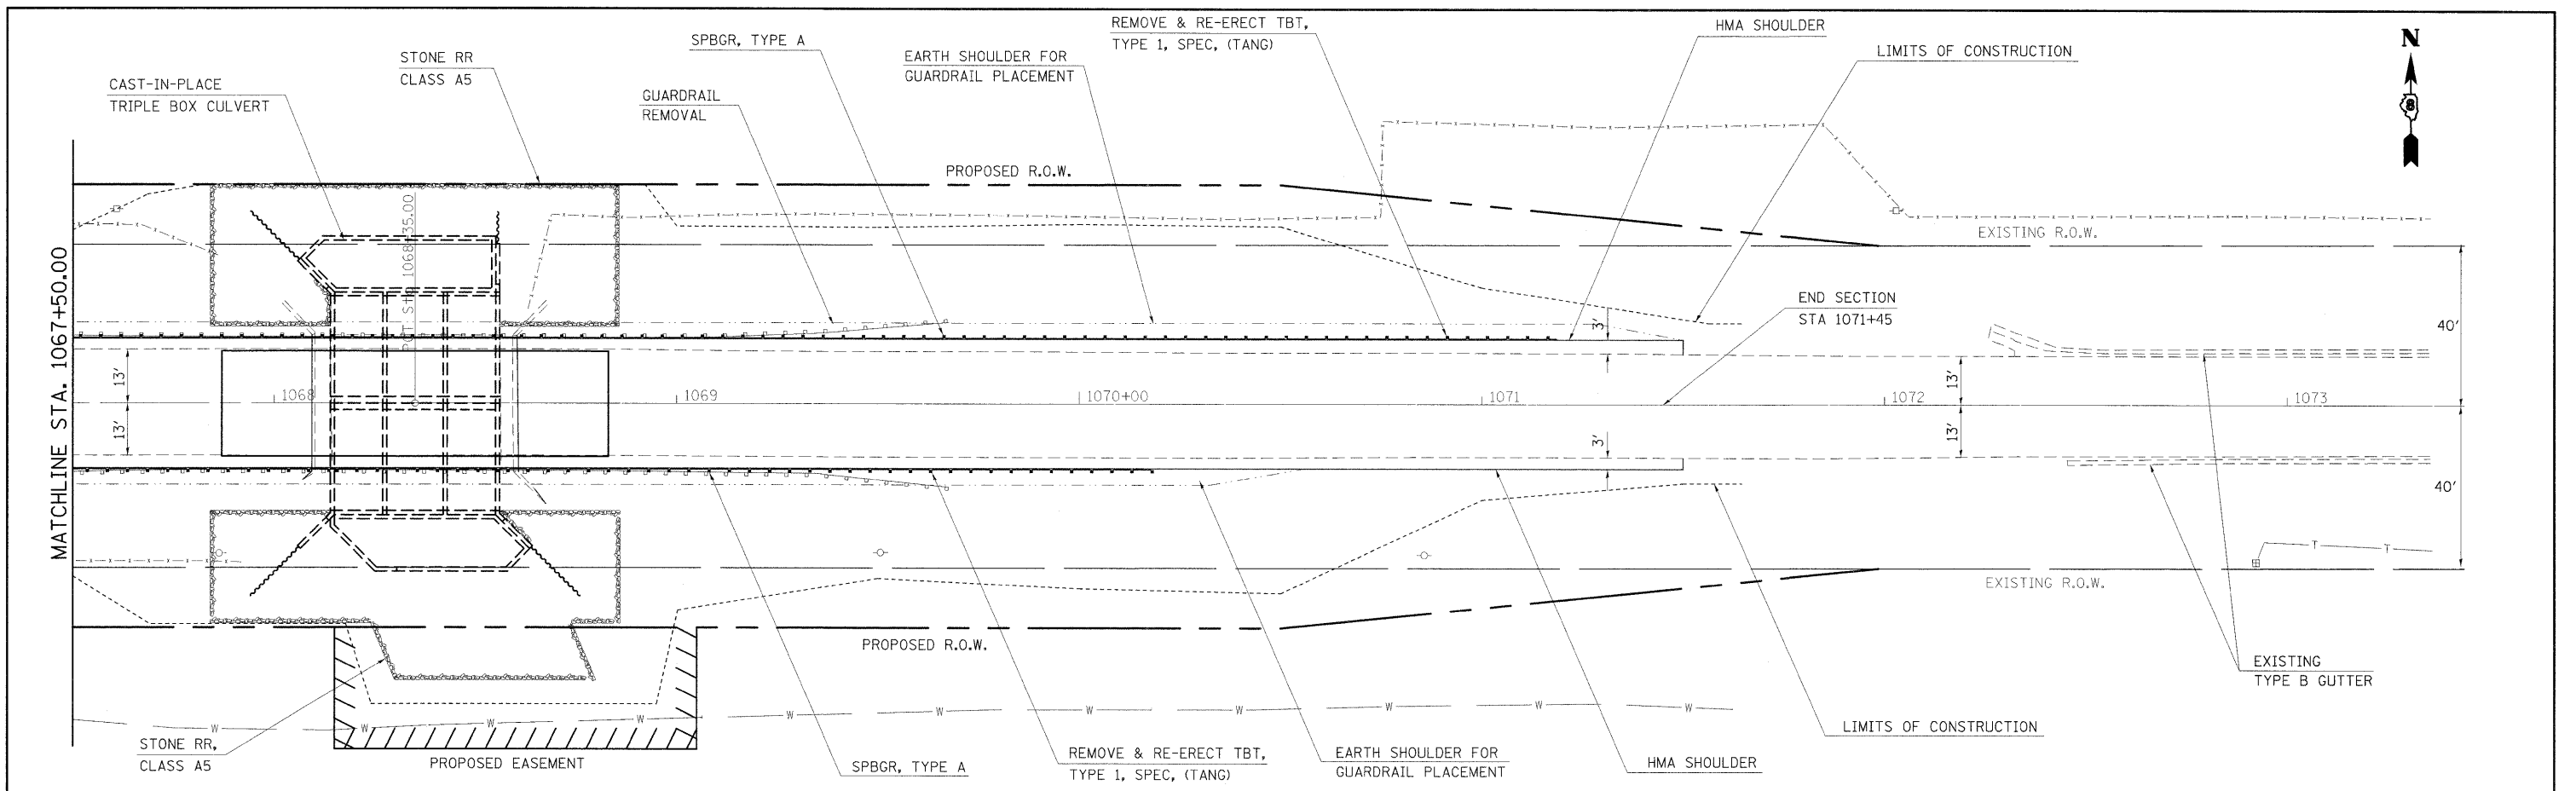 REMOVE & RE-ERECT TBT,
TYPE 1, SPEC, (TANG)
HMA SHOULDER
SPBGR, TYPE A
EARTH SHOULDER FOR
GUARDRAIL PLACEMENT
LIMITS OF CONSTRUCTION
N
STONE RR
CLASS A5
CAST-IN-PLACE
TRIPLE BOX CULVERT
GUARDRAIL
REMOVAL
8
PROPOSED R.O.W.
EXISTING R.O.W.
MATCHLINE STA. 1067+50.00
END SECTION
STA 1071+45
3'
40'
13'
13'
1068
1069
1070+00
1071
1072
1073
13'
13'
3'
40'
EXISTING R.O.W.
T
T
PROPOSED R.O.W.
EXISTING
TYPE B GUTTER
W
W
W
W
W
W
W
W
W
W
W
LIMITS OF CONSTRUCTION
STONE RR,
CLASS A5
PROPOSED EASEMENT
SPBGR, TYPE A
REMOVE & RE-ERECT TBT,
TYPE 1, SPEC, (TANG)
EARTH SHOULDER FOR
GUARDRAIL PLACEMENT
HMA SHOULDER